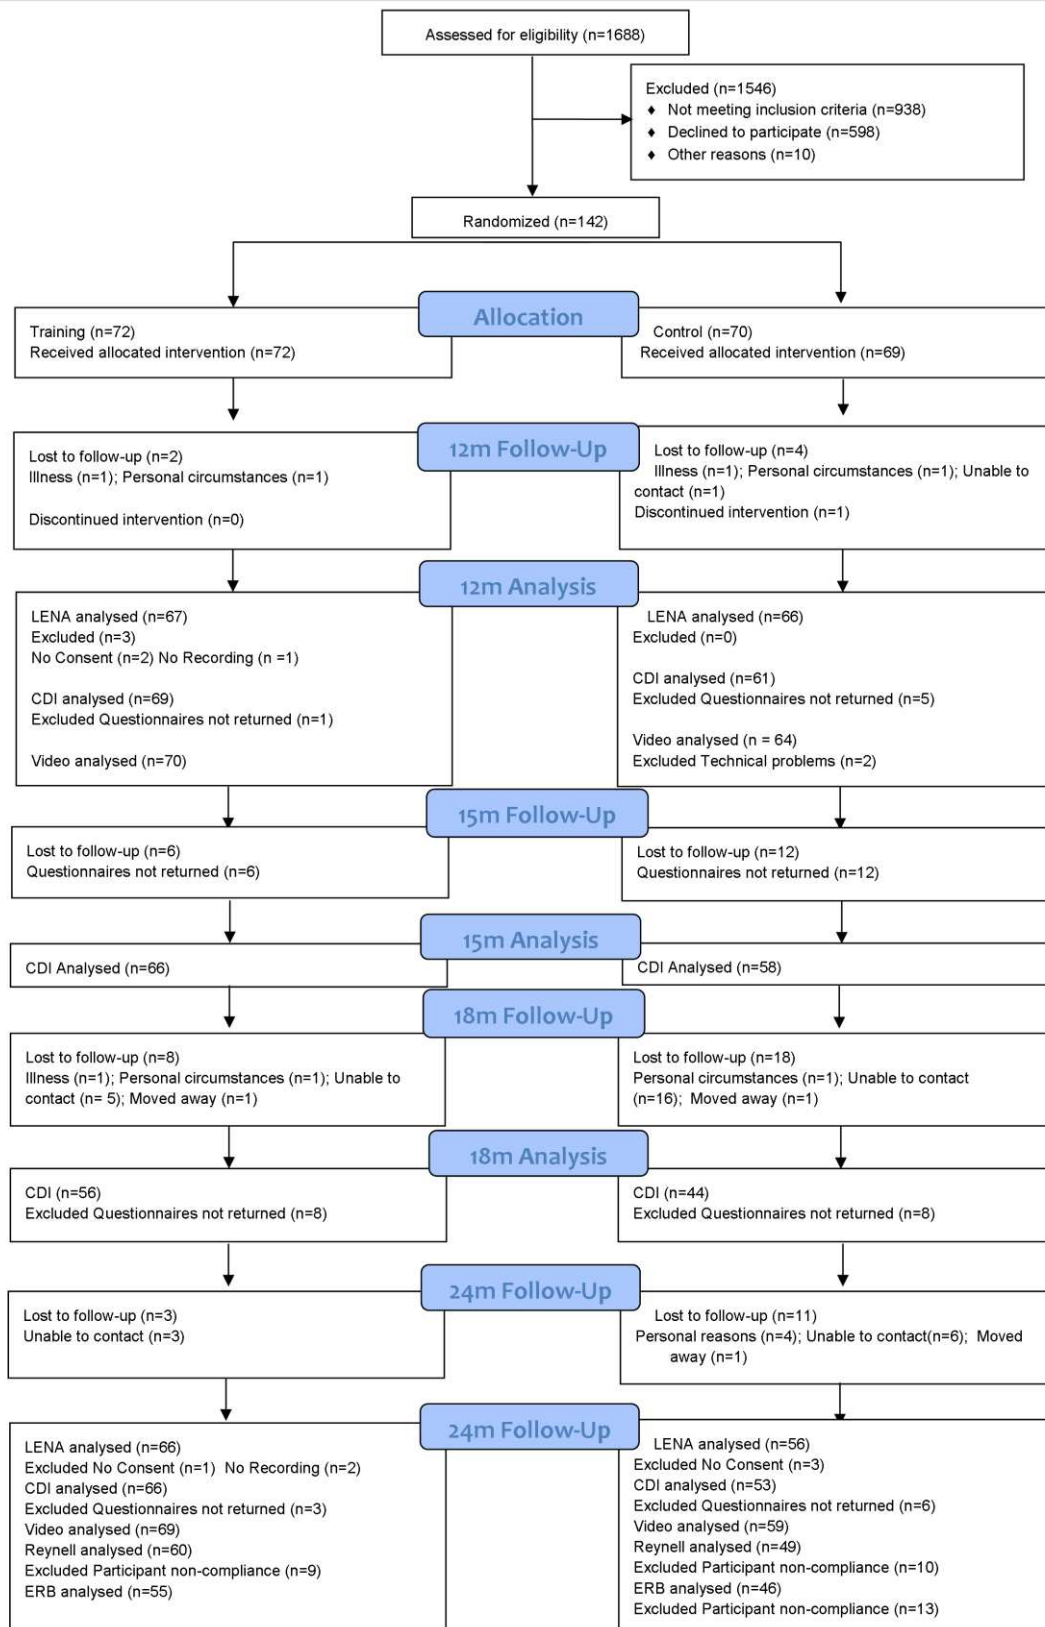 Assessed for eligibility (n=1688)
Excluded (n=1546)
♦ Not meeting inclusion criteria (n=938)
♦ Declined to participate (n=598)
♦ Other reasons (n=10)
Randomized (n=142)
Allocation
Training (n=72)
Received allocated intervention (n=72)
Control (n=70)
Received allocated intervention (n=69)
12m Follow-Up
Lost to follow-up (n=2)
Illness (n=1); Personal circumstances (n=1)
Discontinued intervention (n=0)
Lost to follow-up (n=4)
Illness (n=1); Personal circumstances (n=1); Unable to
contact (n=1)
Discontinued intervention (n=1)
12m Analysis
LENA analysed (n=67)
Excluded (n=3)
No Consent (n=2) No Recording (n =1)
CDI analysed (n=69)
Excluded Questionnaires not returned (n=1)
Video analysed (n=70)
LENA analysed (n=66)
Excluded (n=0)
CDI analysed (n=61)
Excluded Questionnaires not returned (n=5)
Video analysed (n = 64)
Excluded Technical problems (n=2)
15m Follow-Up
Lost to follow-up (n=6)
Questionnaires not returned (n=6)
Lost to follow-up (n=12)
Questionnaires not returned (n=12)
15m Analysis
CDI Analysed (n=66)
CDI Analysed (n=58)
18m Follow-Up
Lost to follow-up (n=8)
Illness (n=1); Personal circumstances (n=1); Unable to
contact (n= 5); Moved away (n=1)
Lost to follow-up (n=18)
Personal circumstances (n=1); Unable to contact
(n=16); Moved away (n=1)
18m Analysis
CDI (n=56)
Excluded Questionnaires not returned (n=8)
CDI (n=44)
Excluded Questionnaires not returned (n=8)
24m Follow-Up
Lost to follow-up (n=3)
Unable to contact (n=3)
Lost to follow-up (n=11)
Personal reasons (n=4); Unable to contact(n=6); Moved
away (n=1)
24m Follow-Up
LENA analysed (n=66)
Excluded No Consent (n=1) No Recording (n=2)
CDI analysed (n=66)
Excluded Questionnaires not returned (n=3)
Video analysed (n=69)
Reynell analysed (n=60)
Excluded Participant non-compliance (n=9)
ERB analysed (n=55)
LENA analysed (n=56)
Excluded No Consent (n=3)
CDI analysed (n=53)
Excluded Questionnaires not returned (n=6)
Video analysed (n=59)
Reynell analysed (n=49)
Excluded Participant non-compliance (n=10)
ERB analysed (n=46)
Excluded Participant non-compliance (n=13)